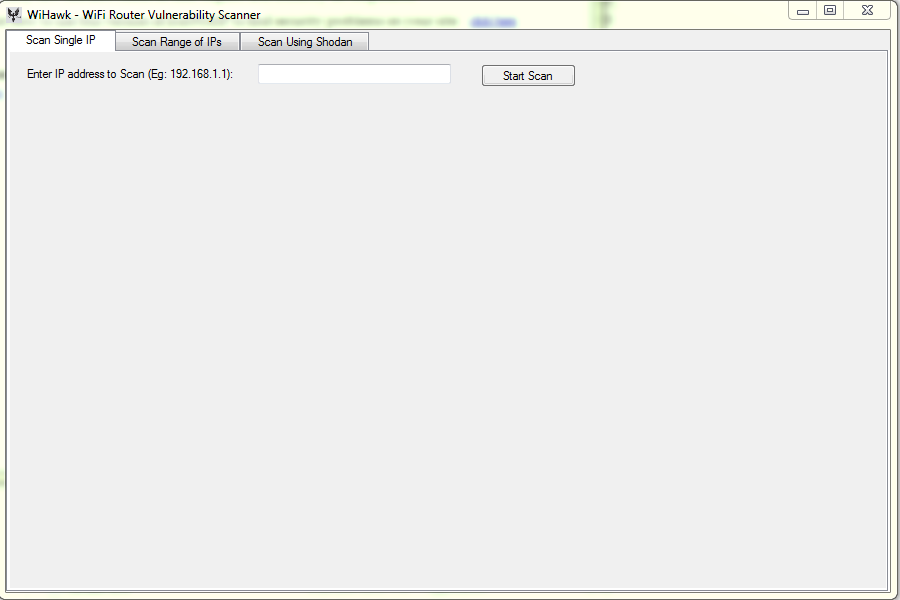 WiHawk - WiFi Router Vulnerability Scanner
Scan Single IP
Scan Range of IPs
Scan Using Shodan
Enter IP address to Scan (Eg: 192.168.1.1):
Start Scan